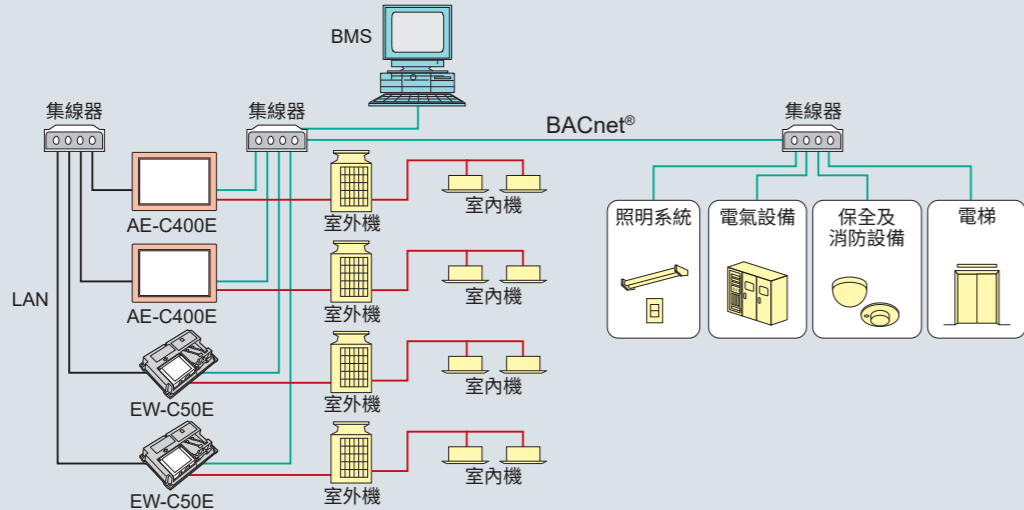 BMS
集線器
集線器
BACnet®
集線器
AE-C400E
室外機
室內機
照明系統
電氣設備
保全及
消防設備
電梯
LAN
AE-C400E
室外機
室內機
EW-C50E
室外機
室內機
EW-C50E
室外機
室內機